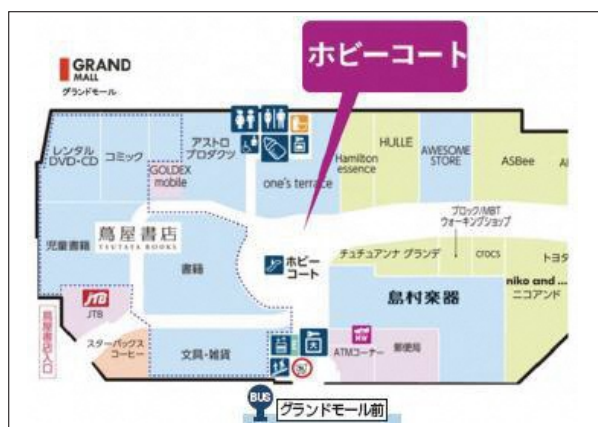 GRAND
MALL
グランドモール
ホビーコート
レンタル
DVD・CD
コミック
アストロ
プロダクツ
GOLDEX
mobile
one's terrace
Hamilton
essence
HULLE
AWESOME
STORE
ASBee
児童書籍
蔦屋書店
TSUTAYA BOOKS
書籍
ホビー
コート
ブロック/MBT
ウォーキングショップ
チュチュアンナ グランデ
crocs
トヨタ
niko and ...
ニコアンド
島村楽器
JTB
JTB
蔦屋書店入口
スターバックス
コーヒー
文具・雑貨
ATMコーナー
郵便局
BUS
グランドモール前